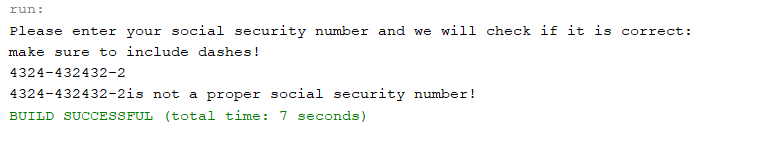 run:
Please enter your social security number and we will check if it is correct:
make sure to include dashes!
4324-432432-2
4324-432432-2is not a proper social security number!
BUILD SUCCESSFUL (total time: 7 seconds)